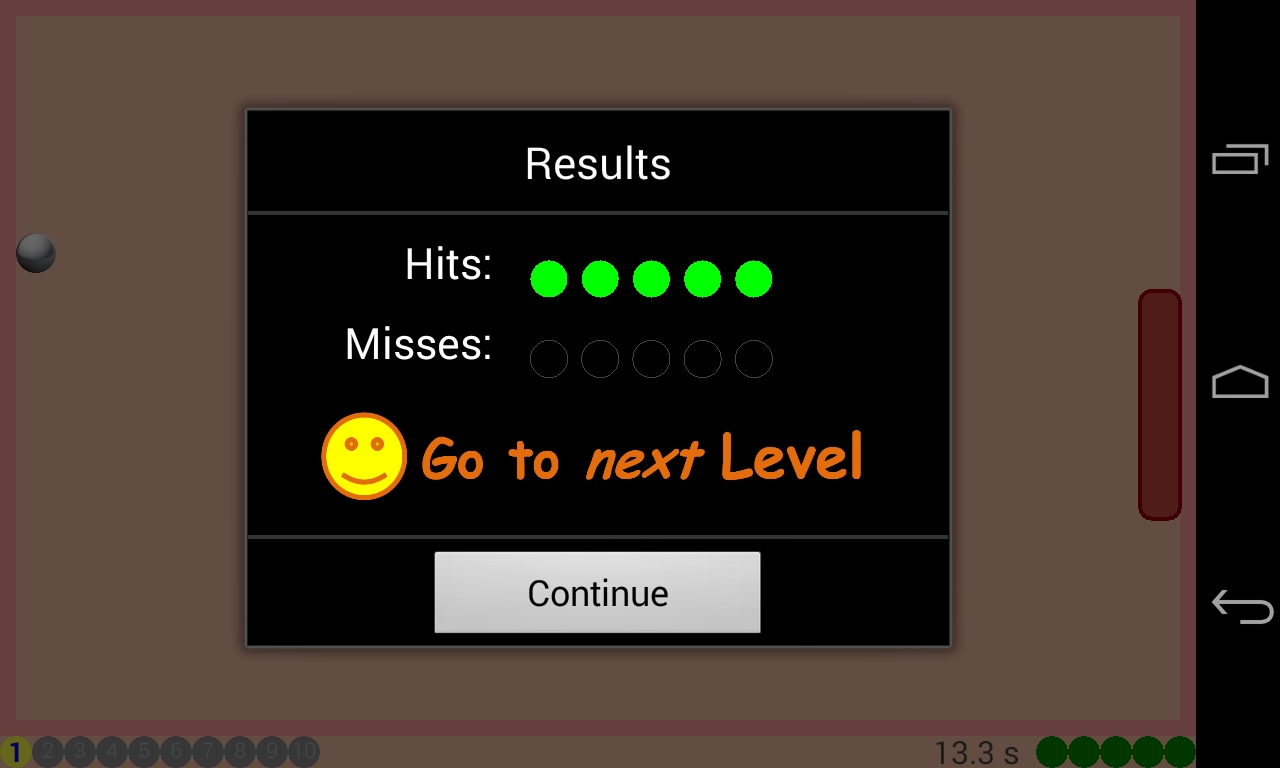 Results
Hits:
Misses:
Go to next Level
Continue
1 2 3 4 5 6 7 8 9 10
13.3 s